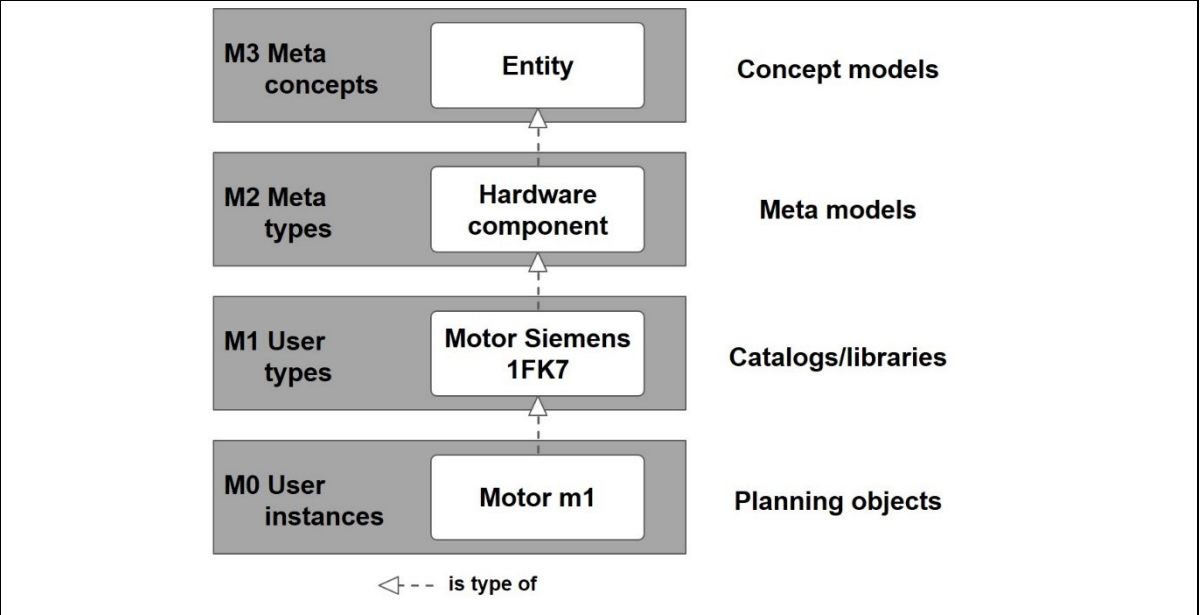 M3 Meta
concepts
Entity
Concept models
M2 Meta
types
Hardware
component
Meta models
M1 User
types
Motor Siemens
1FK7
Catalogs/libraries
M0 User
instances
Motor m1
Planning objects
is type of